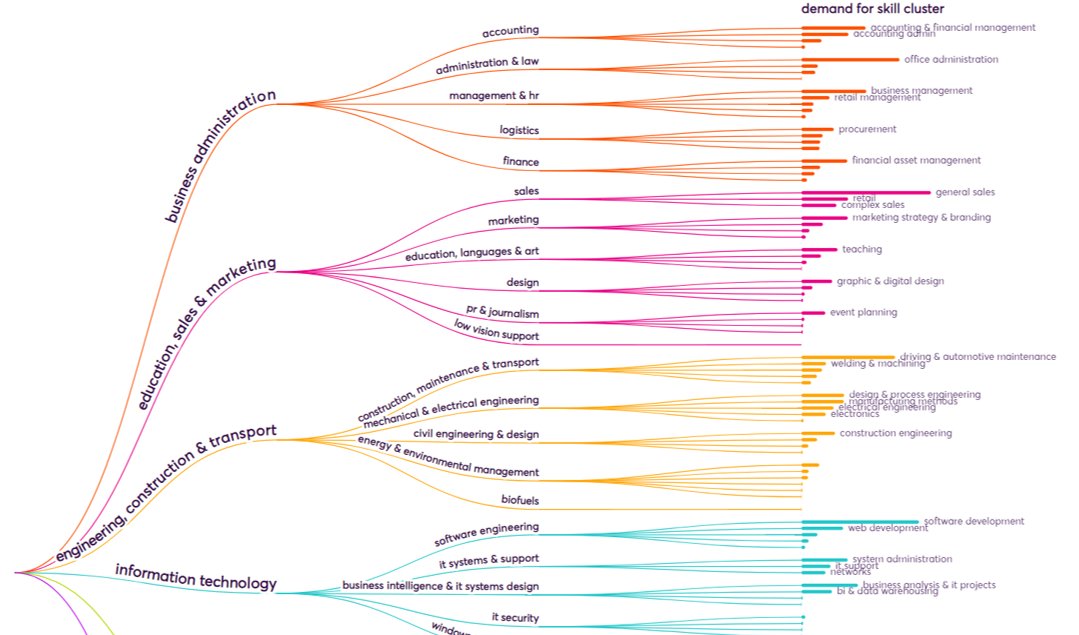 demand for skill cluster
accounting
accounting & financial management
accounting admin
administration & law
office administration
business administration
management & hr
business management
retail management
logistics
procurement
finance
financial asset management
sales
general sales
retail
complex sales
marketing
marketing strategy & branding
education, sales & marketing
education, languages & art
teaching
design
graphic & digital design
pr & journalism
event planning
low vision support
construction, maintenance & transport
driving & automotive maintenance
welding & machining
mechanical & electrical engineering
design & process engineering
manufacturing methods
electrical engineering
electronics
engineering, construction & transport
civil engineering & design
construction engineering
energy & environmental management
biofuels
software engineering
software development
web development
it systems & support
system administration
it support
networks
information technology
business intelligence & it systems design
business analysis & it projects
bi & data warehousing
it security